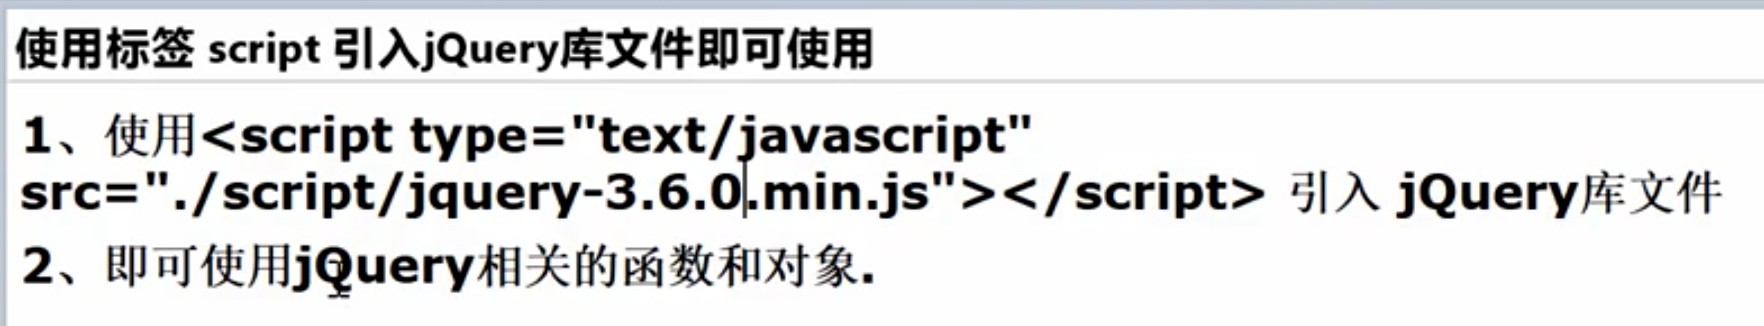 使用标签 script 引入jQuery库文件即可使用
1、使用<script type="text/javascript"
src="./script/jquery-3.6.0.min.js"></script> 引入 jQuery库文件
2、即可使用jQuery相关的函数和对象.